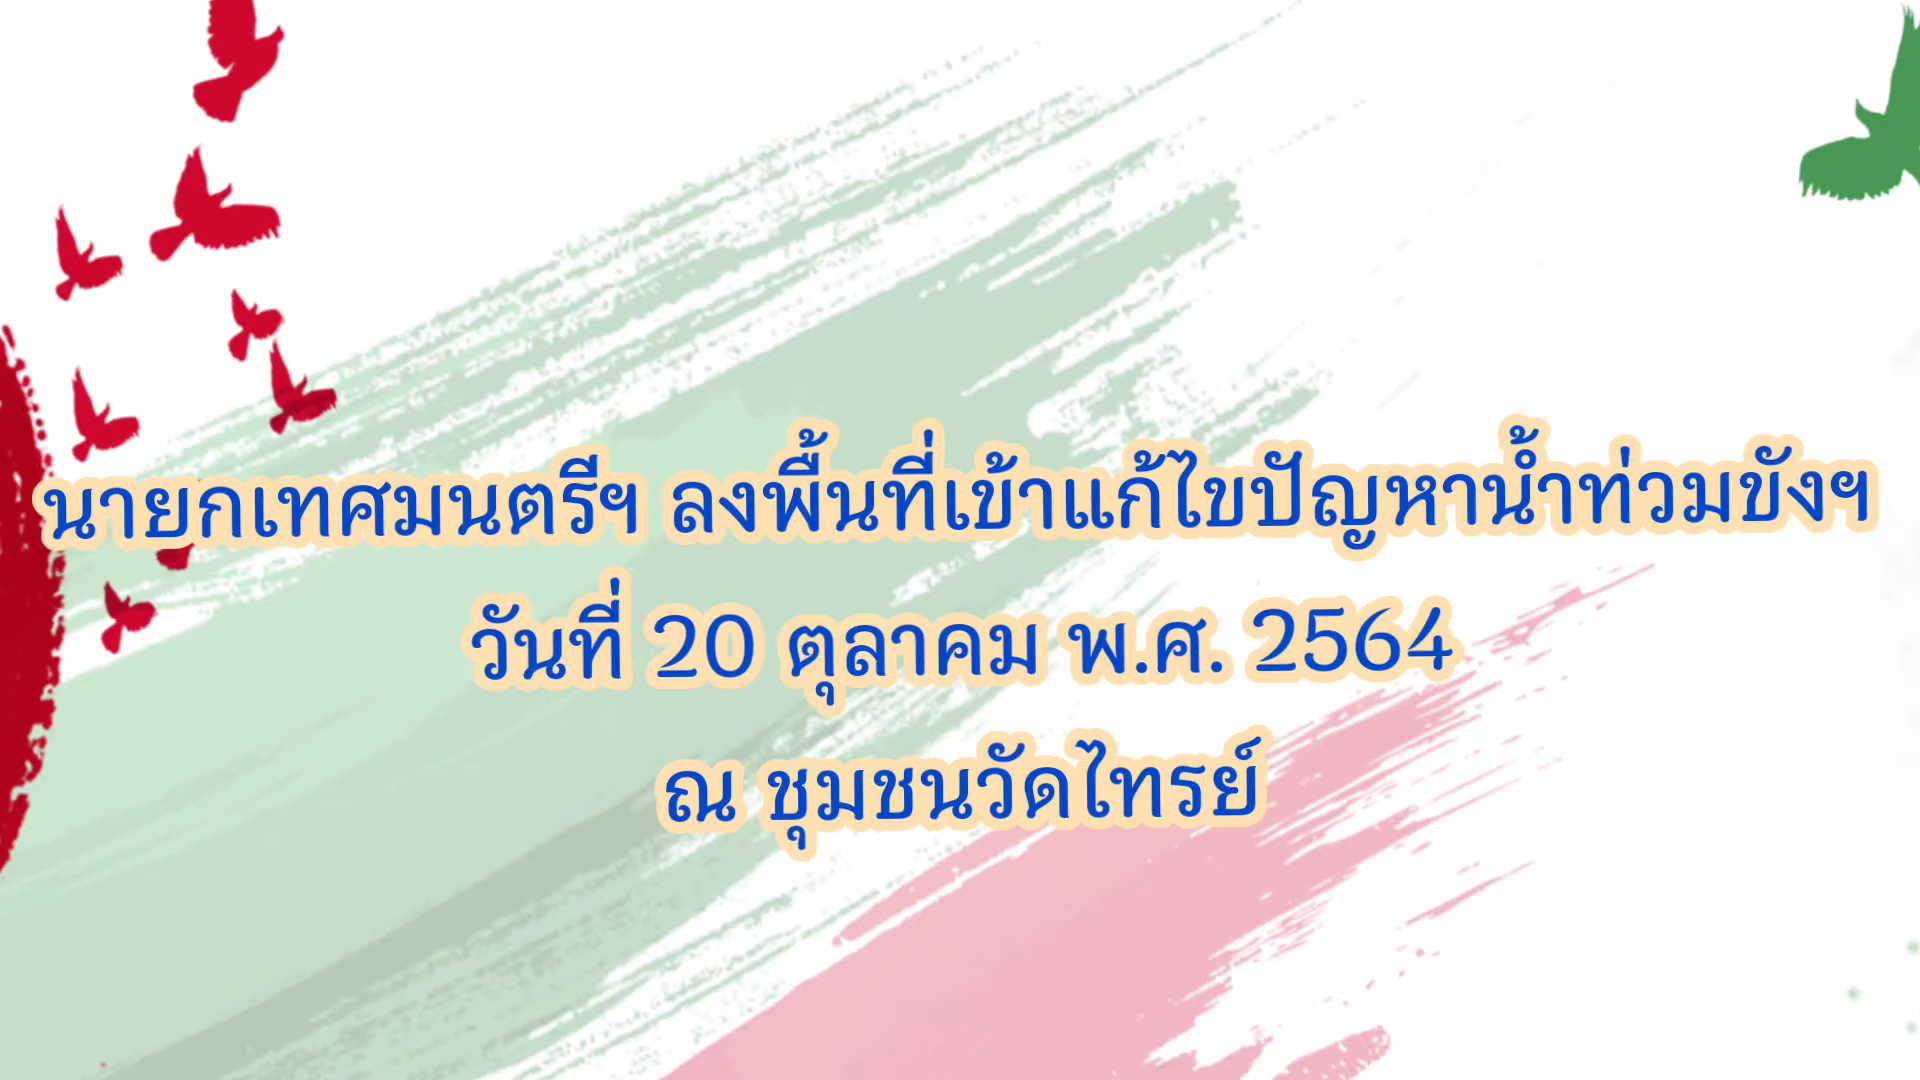 นายกเทศมนตรีฯ ลงพื้นที่เข้าแก้ไขปัญหาน้ำท่วมขังฯ
วันที่ 20 ตุลาคม พ.ศ. 2564
ณ ชุมชนวัดไทรย์